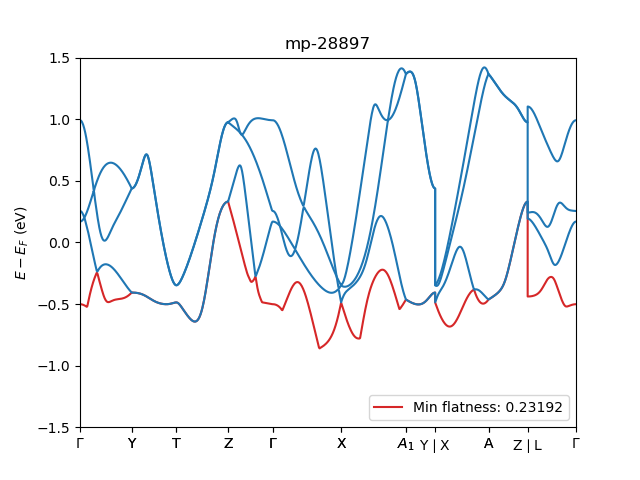 mp-28897
E − E_F (eV)
1.5
1.0
0.5
0.0
−0.5
−1.0
−1.5
Min flatness: 0.23192
Γ Y T Z Γ X A₁ Y | X A Z | L Γ